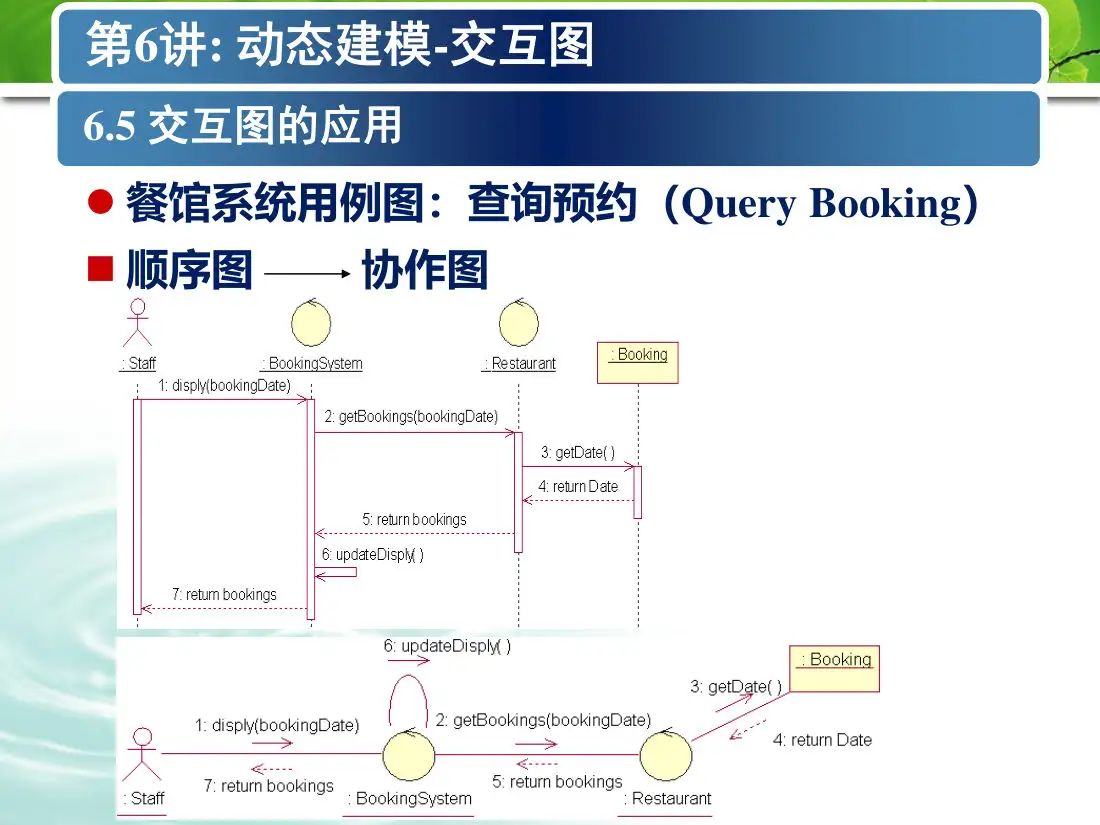 第6讲: 动态建模-交互图
6.5 交互图的应用
餐馆系统用例图：查询预约（Query Booking）
顺序图 协作图
: Staff
: BookingSystem
: Restaurant
: Booking
1: disply(bookingDate)
2: getBookings(bookingDate)
3: getDate( )
4: return Date
5: return bookings
6: updateDisply( )
7: return bookings
6: updateDisply( )
: Booking
3: getDate( )
1: disply(bookingDate)
2: getBookings(bookingDate)
4: return Date
7: return bookings
5: return bookings
: Staff
: BookingSystem
: Restaurant